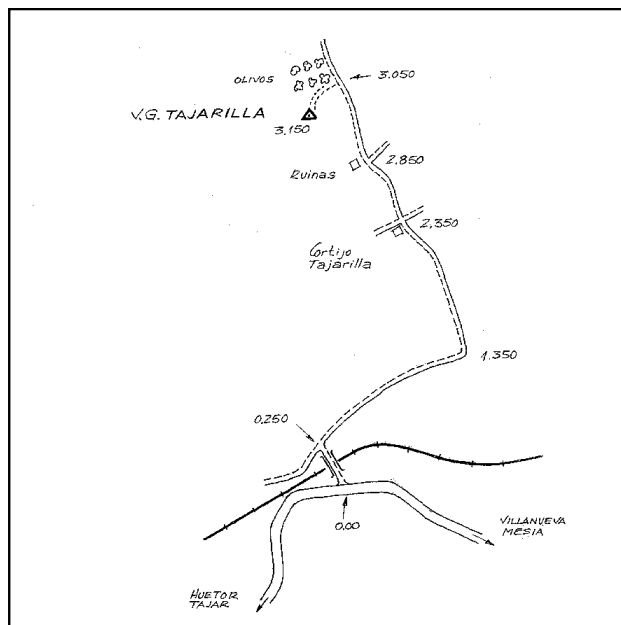 OLIVOS
3.050
V.G. TAJARILLA
3.150
Ruinas
2.850
2.350
Cortijo
Tajarilla
1.350
0.250
0.00
VILLANUEVA
MESIA
HUETOR
TAJAR